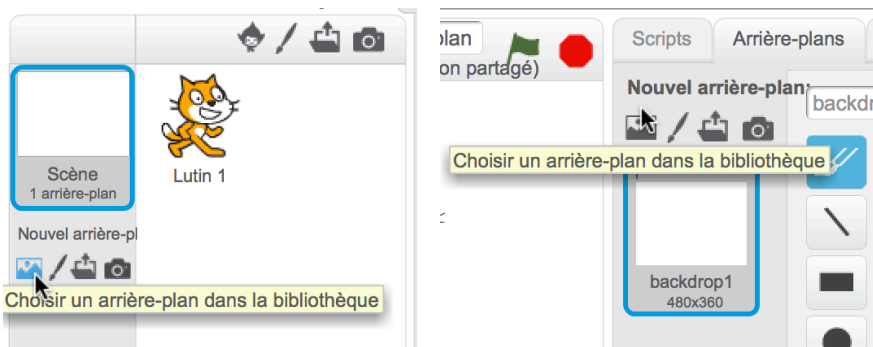 Scène
1 arrière-plan
Lutin 1
Nouvel arrière-pl
Choisir un arrière-plan dans la bibliothèque
plan
on partagé)
Scripts
Arrière-plans
Nouvel arrière-plan:
backdr
Choisir un arrière-plan dans la bibliothèque
backdrop1
480x360